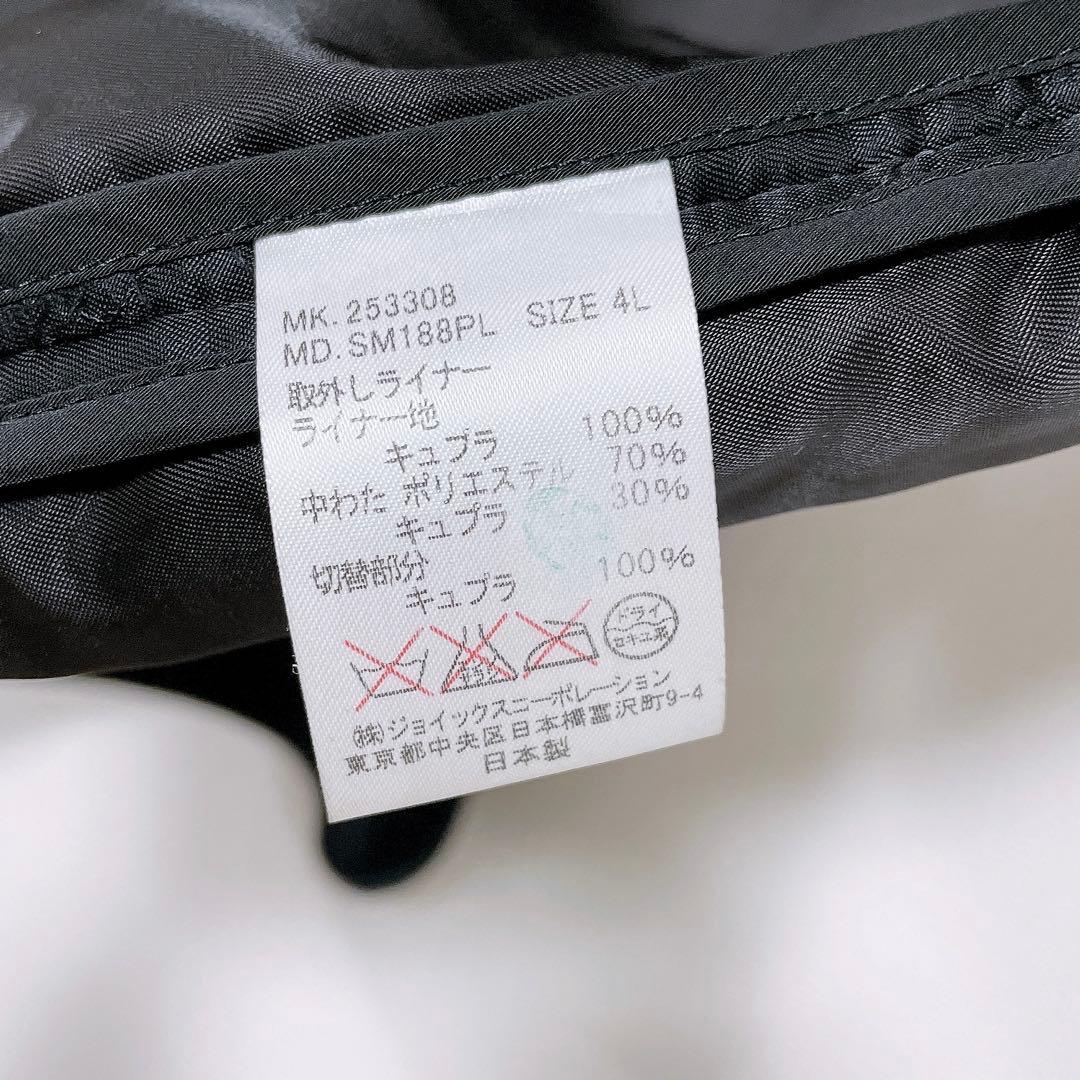 MK. 253308
MD. SM188PL SIZE 4L
取外しライナー
ライナー地
キュプラ 100%
中わた ポリエステル 70%
キュプラ 30%
切替部分
キュプラ 100%
ドライ
セキユ系
(株)ジョイックスコーポレーション
東京都中央区日本橋富沢町9-4
日本製